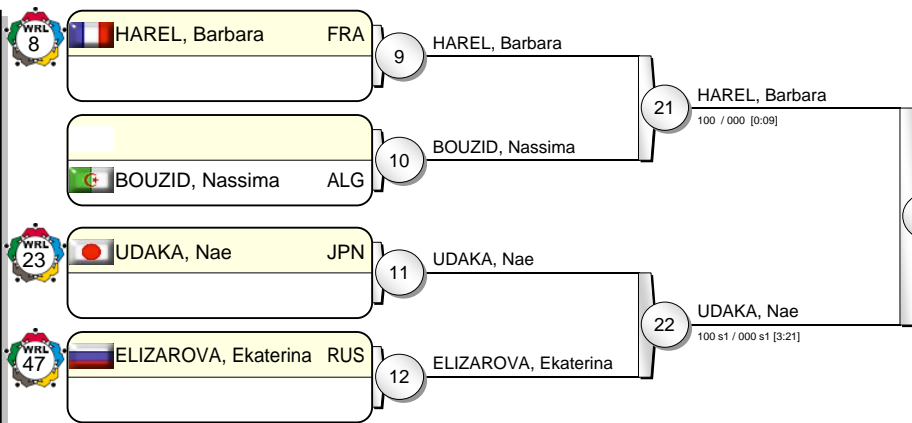 WRL
8
HAREL, Barbara FRA
9
HAREL, Barbara
21
HAREL, Barbara
100 / 000 [0:09]
10
BOUZID, Nassima
BOUZID, Nassima ALG
WRL
23
UDAKA, Nae JPN
11
UDAKA, Nae
22
UDAKA, Nae
100 s1 / 000 s1 [3:21]
WRL
47
ELIZAROVA, Ekaterina RUS
12
ELIZAROVA, Ekaterina